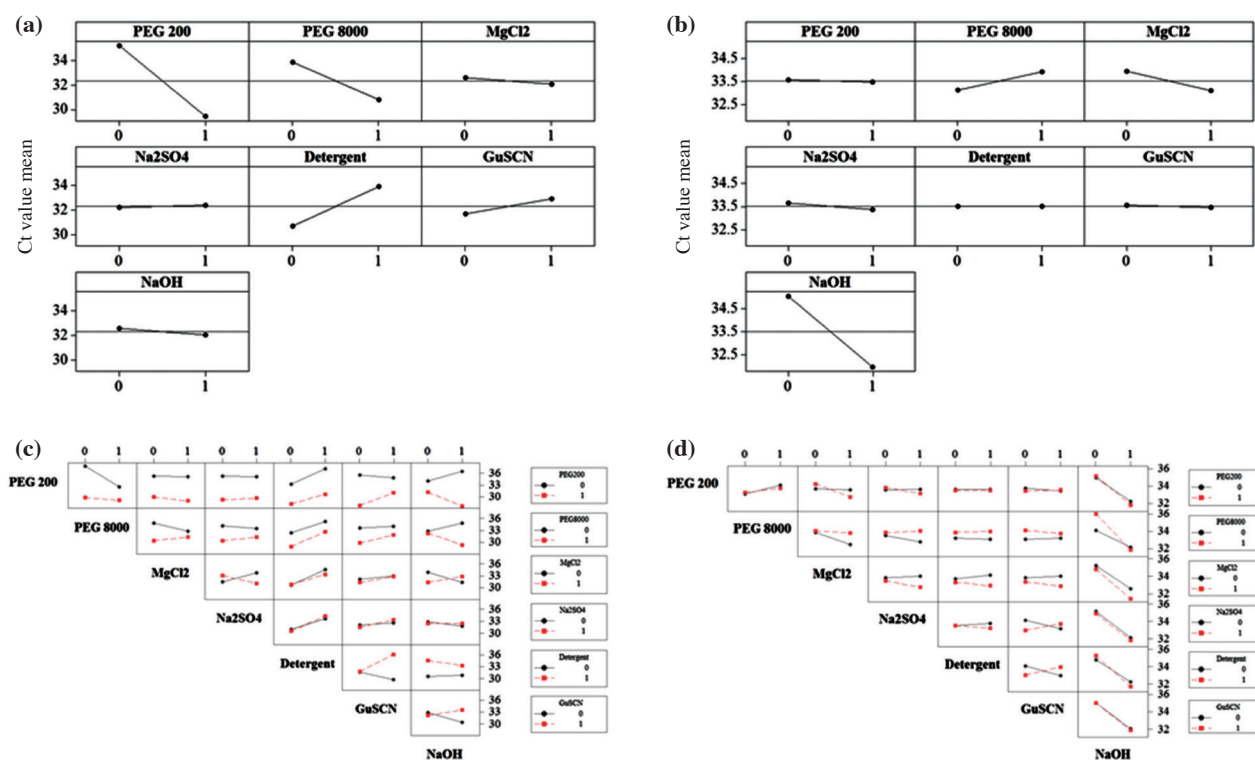 (a)
PEG 200 PEG 8000 MgCl2
34
32
30
0 1 0 1 0 1
Na2SO4 Detergent GuSCN
34
32
30
0 1 0 1 0 1
NaOH
34
32
30
0 1
Ct value mean
(b)
PEG 200 PEG 8000 MgCl2
34.5
33.5
32.5
0 1 0 1 0 1
Na2SO4 Detergent GuSCN
34.5
33.5
32.5
0 1 0 1 0 1
NaOH
34.5
33.5
32.5
0 1
Ct value mean
(c)
0 1 0 1 0 1 0 1 0 1 0 1
PEG 200
36
33
30
PEG200
0
1
PEG 8000
36
33
30
PEG8000
0
1
MgCl2
36
33
30
MgCl2
0
1
Na2SO4
36
33
30
Na2SO4
0
1
Detergent
36
33
30
Detergent
0
1
GuSCN
36
33
30
GuSCN
0
1
NaOH
(d)
0 1 0 1 0 1 0 1 0 1 0 1
PEG 200
36
34
32
PEG200
0
1
PEG 8000
36
34
32
PEG8000
0
1
MgCl2
36
34
32
MgCl2
0
1
Na2SO4
36
34
32
Na2SO4
0
1
Detergent
36
34
32
Detergent
0
1
GuSCN
36
34
32
GuSCN
0
1
NaOH